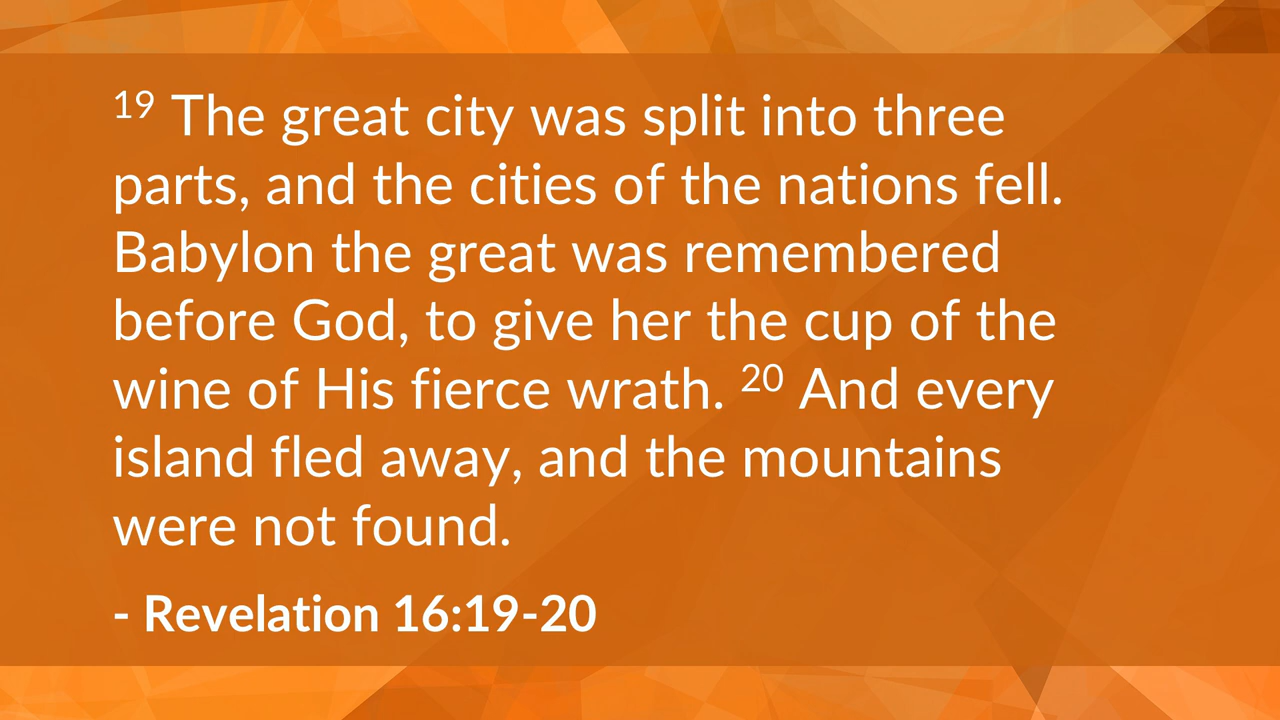 19 The great city was split into three
parts, and the cities of the nations fell.
Babylon the great was remembered
before God, to give her the cup of the
wine of His fierce wrath. 20 And every
island fled away, and the mountains
were not found.
- Revelation 16:19-20